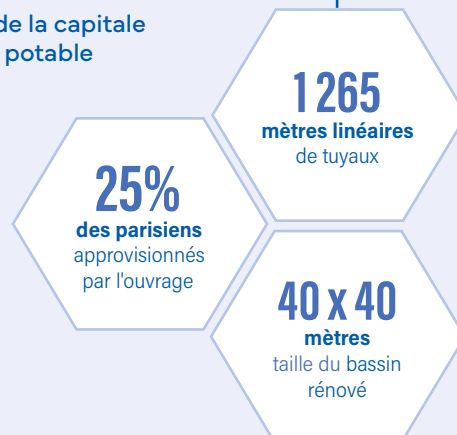 de la capitale
potable
1 265
mètres linéaires
de tuyaux
25%
des parisiens
approvisionnés
par l'ouvrage
40 x 40
mètres
taille du bassin
rénové